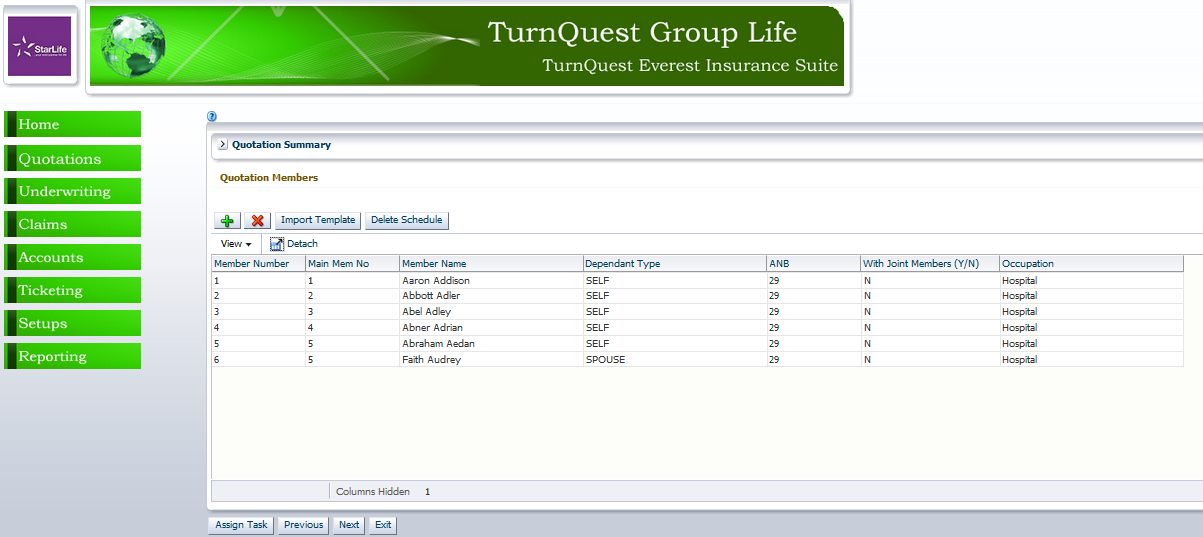 StarLife
TurnQuest Group Life
TurnQuest Everest Insurance Suite
Home
Quotations
Underwriting
Claims
Accounts
Ticketing
Setups
Reporting
?
Quotation Summary
Quotation Members
Import Template Delete Schedule
View Detach
Member Number Main Mem No Member Name Dependant Type ANB With Joint Members (Y/N) Occupation
1 1 Aaron Addison SELF 29 N Hospital
2 2 Abbott Adler SELF 29 N Hospital
3 3 Abel Adley SELF 29 N Hospital
4 4 Abner Adrian SELF 29 N Hospital
5 5 Abraham Aedan SELF 29 N Hospital
6 5 Faith Audrey SPOUSE 29 N Hospital
Columns Hidden 1
Assign Task Previous Next Exit